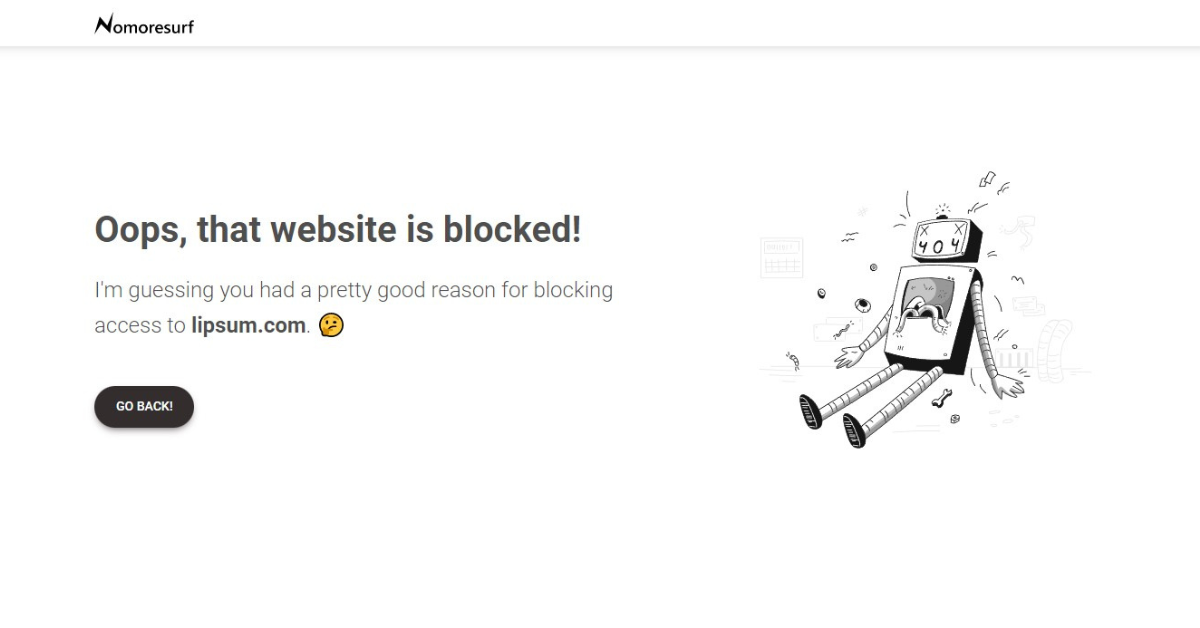 Nomoresurf
Oops, that website is blocked!
I'm guessing you had a pretty good reason for blocking
access to lipsum.com. 🤔
GO BACK!
404